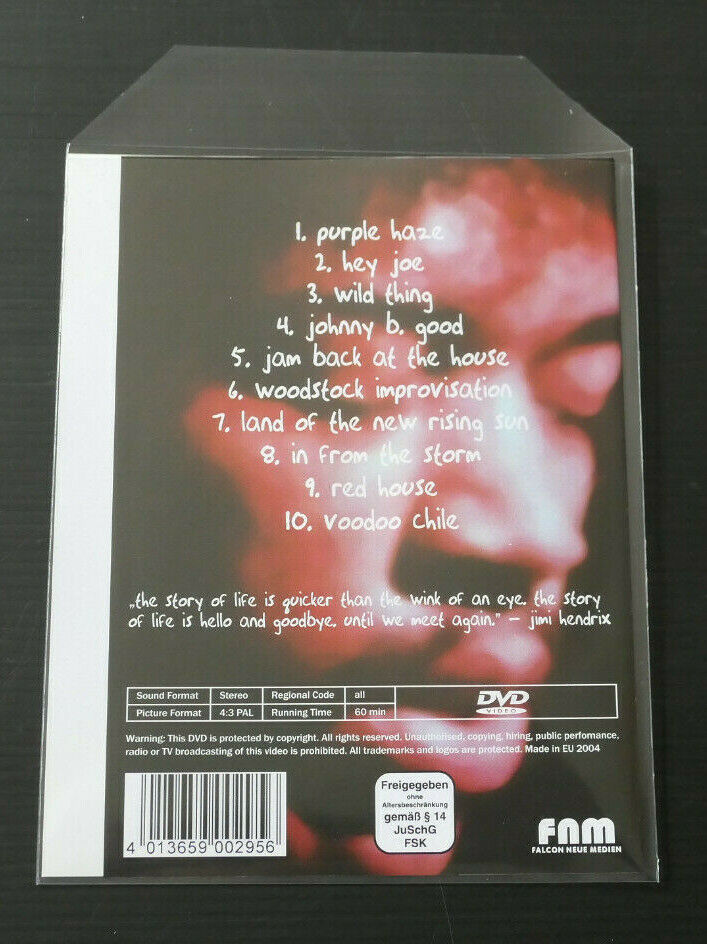 1. purple haze
2. hey joe
3. wild thing
4. johnny b. good
5. jam back at the house
6. woodstock improvisation
7. land of the new rising sun
8. in from the storm
9. red house
10. voodoo chile
„the story of life is quicker than the wink of an eye. the story
of life is hello and goodbye. until we meet again." – jimi hendrix
Sound Format Stereo Regional Code all
Picture Format 4:3 PAL Running Time 60 min
DVD
VIDEO
Warning: This DVD is protected by copyright. All rights reserved. Unauthorised, copying, hiring, public perfomance,
radio or TV broadcasting of this video is prohibited. All trademarks and logos are protected. Made in EU 2004
Freigegeben
ohne
Altersbeschränkung
gemäß § 14
JuSchG
FSK
4 013659 002956
FNM
FALCON NEUE MEDIEN